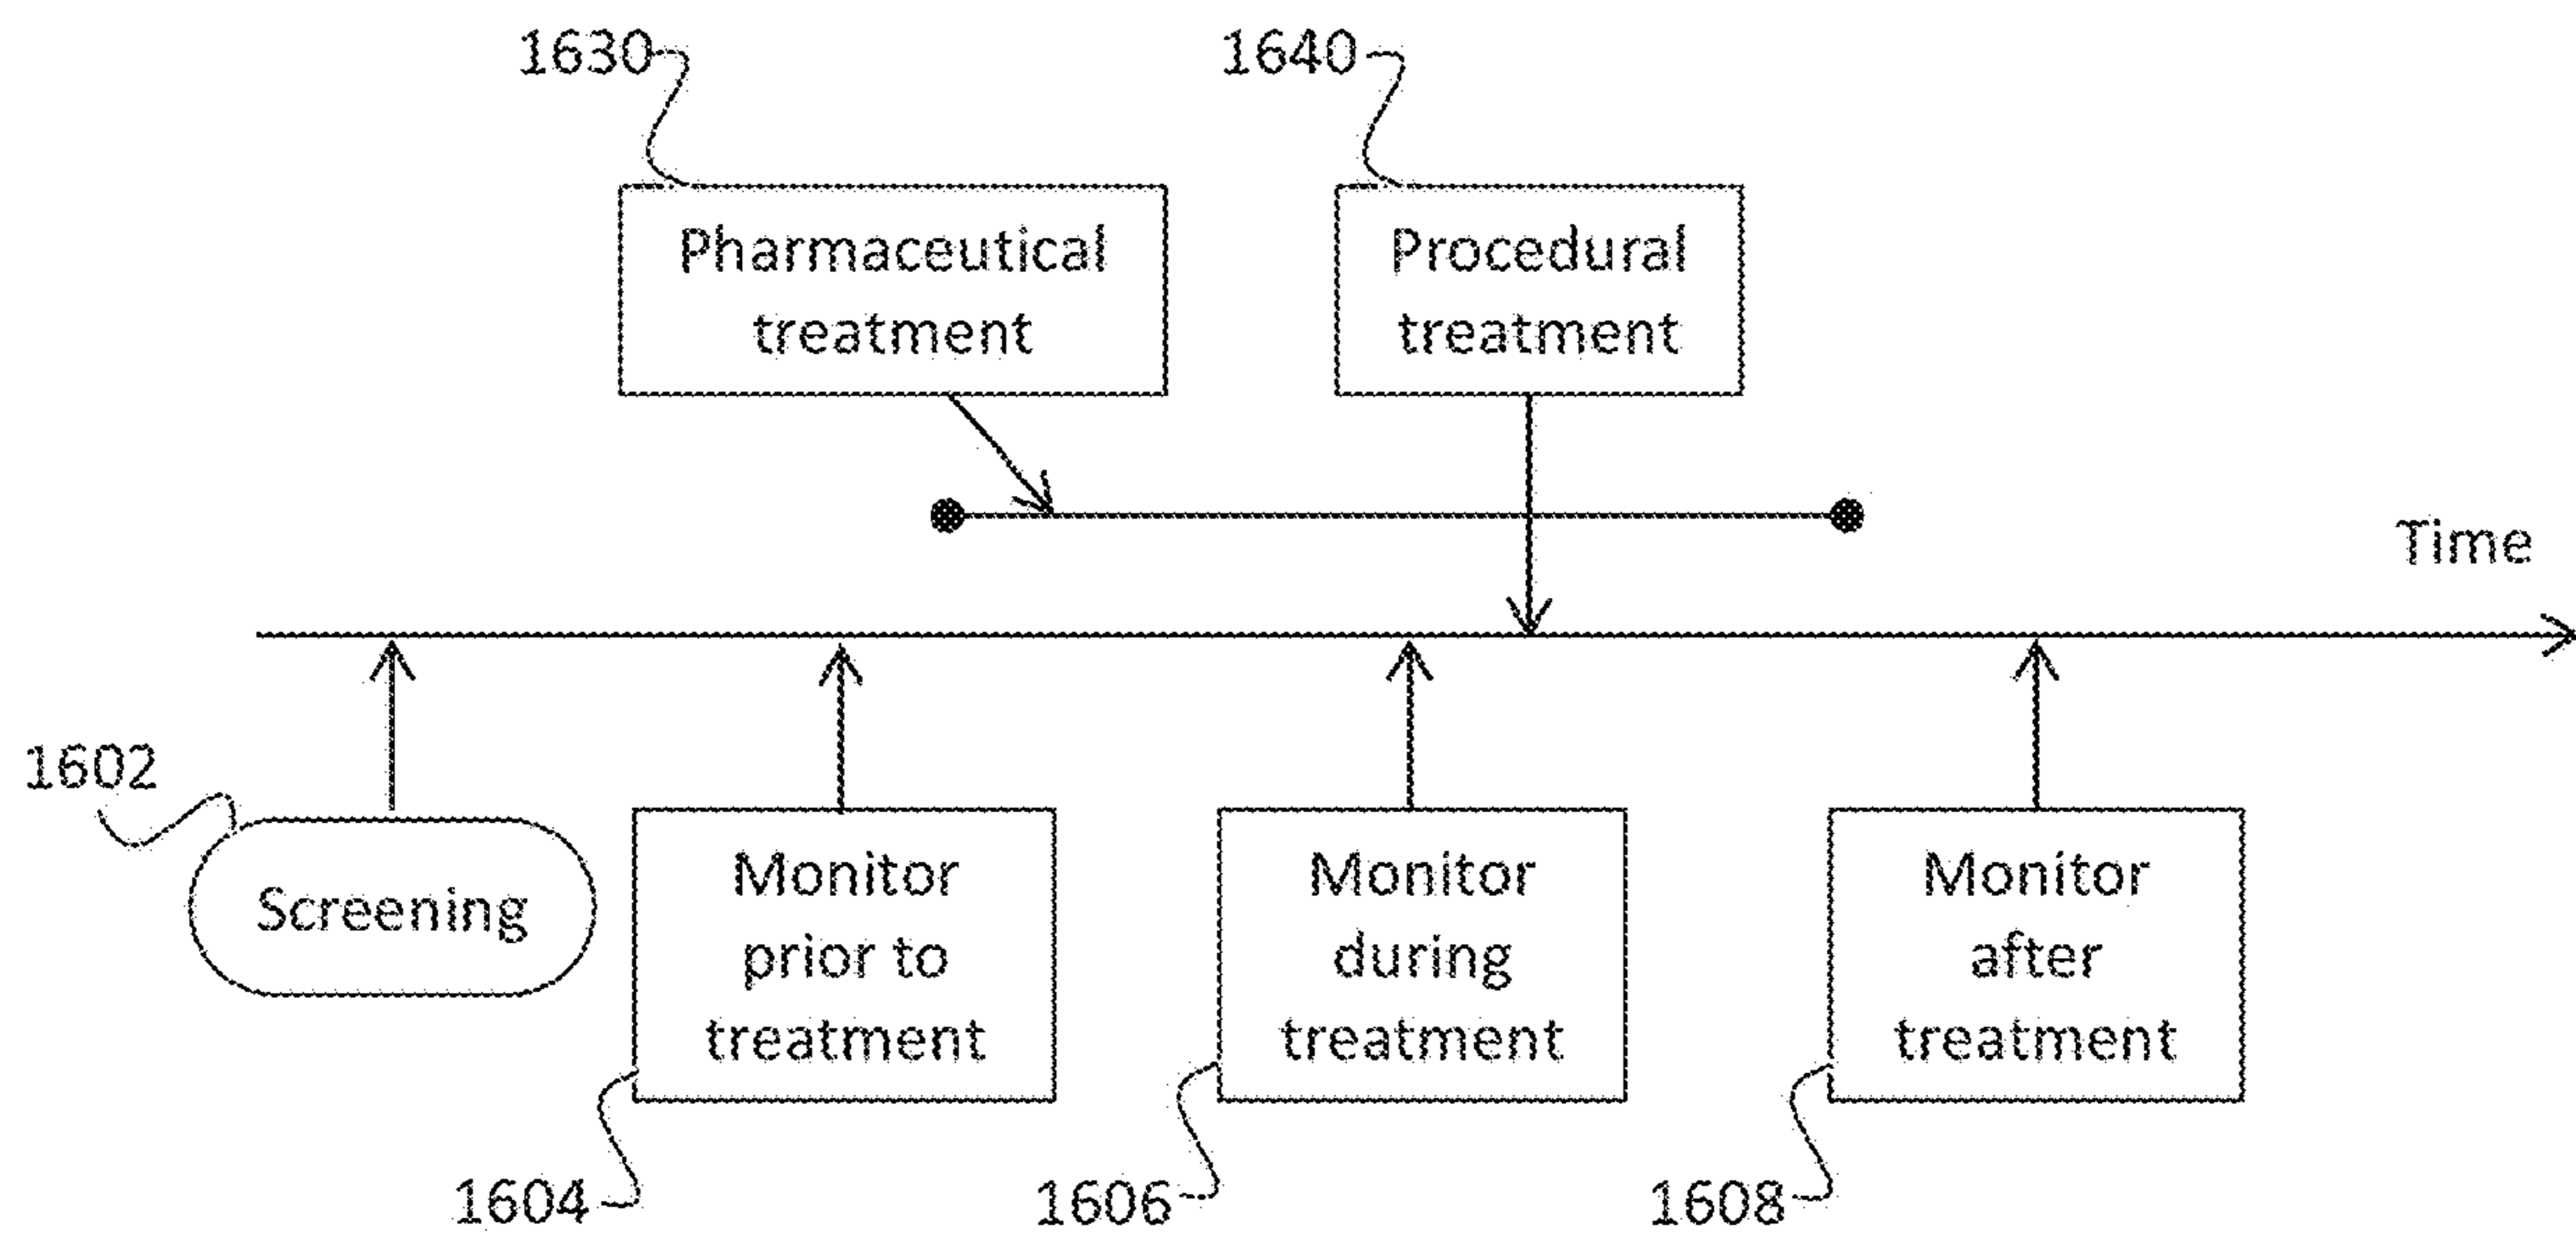 1630
1640
Pharmaceutical
treatment
Procedural
treatment
Time
1602
Screening
Monitor
prior to
treatment
Monitor
during
treatment
Monitor
after
treatment
1604
1606
1608